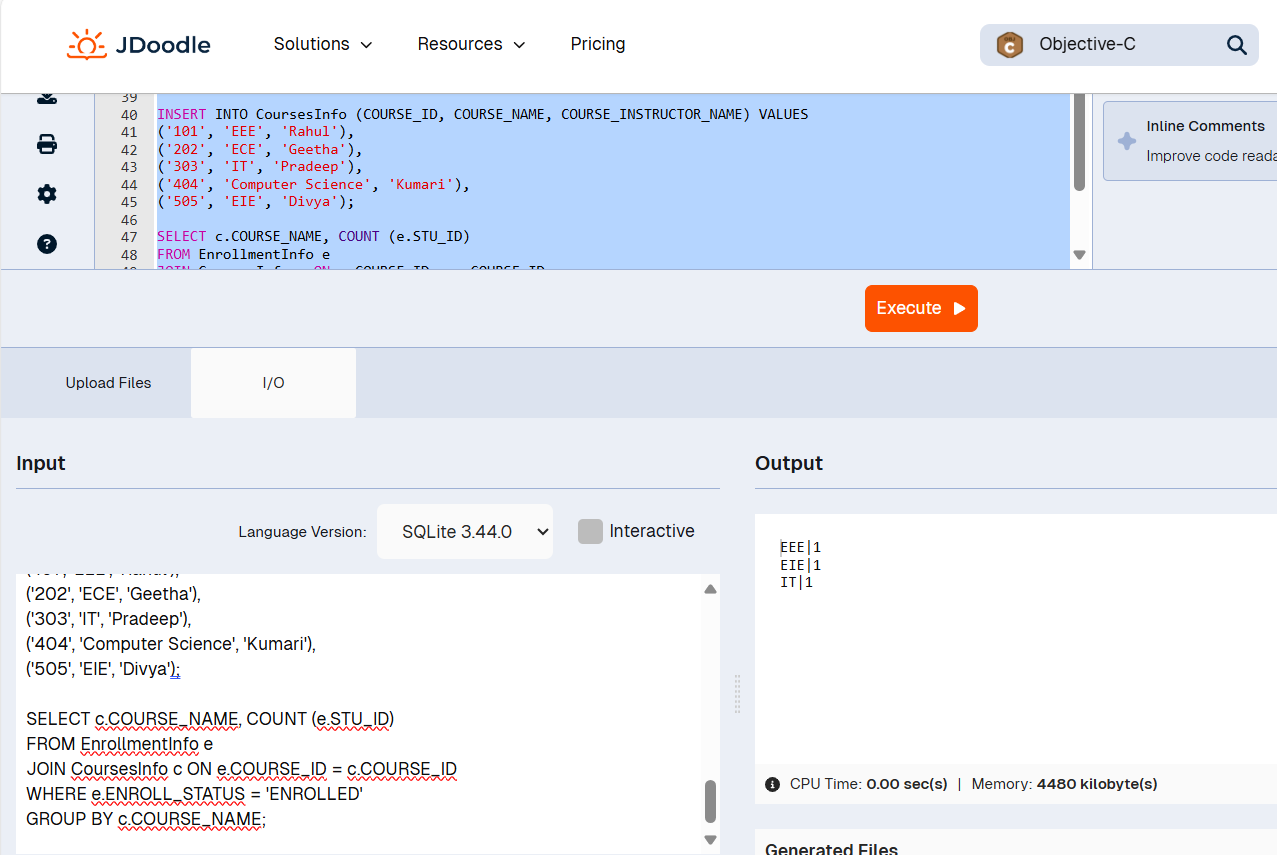 JDoodle
Solutions
Resources
Pricing
Objective-C
39
40 INSERT INTO CoursesInfo (COURSE_ID, COURSE_NAME, COURSE_INSTRUCTOR_NAME) VALUES
41 ('101', 'EEE', 'Rahul'),
42 ('202', 'ECE', 'Geetha'),
43 ('303', 'IT', 'Pradeep'),
44 ('404', 'Computer Science', 'Kumari'),
45 ('505', 'EIE', 'Divya');
46
47 SELECT c.COURSE_NAME, COUNT (e.STU_ID)
48 FROM EnrollmentInfo e
Inline Comments
Improve code reada
Execute
Upload Files
I/O
Input
Language Version:
SQLite 3.44.0
Interactive
('202', 'ECE', 'Geetha'),
('303', 'IT', 'Pradeep'),
('404', 'Computer Science', 'Kumari'),
('505', 'EIE', 'Divya');
SELECT c.COURSE_NAME, COUNT (e.STU_ID)
FROM EnrollmentInfo e
JOIN CoursesInfo c ON e.COURSE_ID = c.COURSE_ID
WHERE e.ENROLL_STATUS = 'ENROLLED'
GROUP BY c.COURSE_NAME;
Output
EEE|1
EIE|1
IT|1
CPU Time: 0.00 sec(s) | Memory: 4480 kilobyte(s)
Generated Files